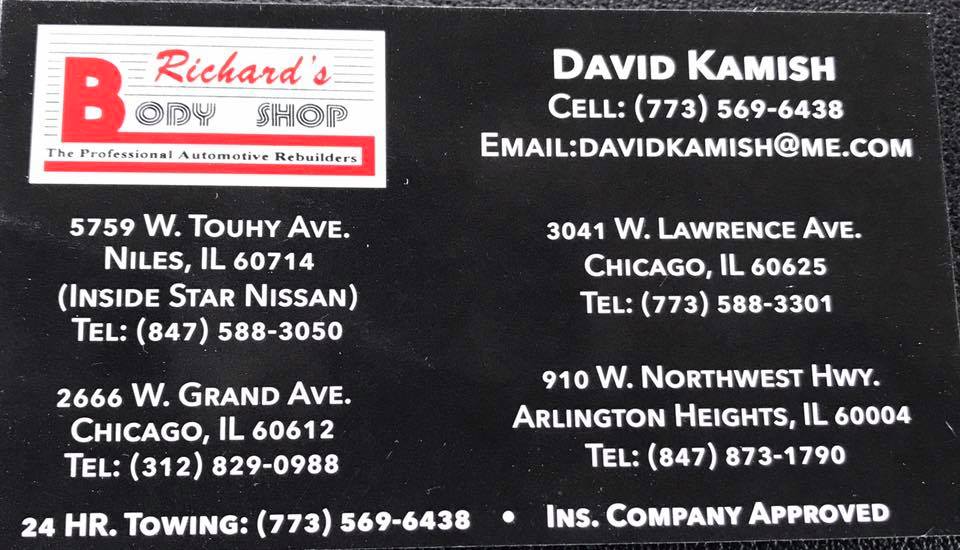 Richard's
BODY SHOP
The Professional Automotive Rebuilders
DAVID KAMISH
CELL: (773) 569-6438
EMAIL:DAVIDKAMISH@ME.COM
5759 W. TOUHY AVE.
NILES, IL 60714
(INSIDE STAR NISSAN)
TEL: (847) 588-3050
3041 W. LAWRENCE AVE.
CHICAGO, IL 60625
TEL: (773) 588-3301
2666 W. GRAND AVE.
CHICAGO, IL 60612
TEL: (312) 829-0988
910 W. NORTHWEST HWY.
ARLINGTON HEIGHTS, IL 60004
TEL: (847) 873-1790
24 HR. TOWING: (773) 569-6438 • INS. COMPANY APPROVED